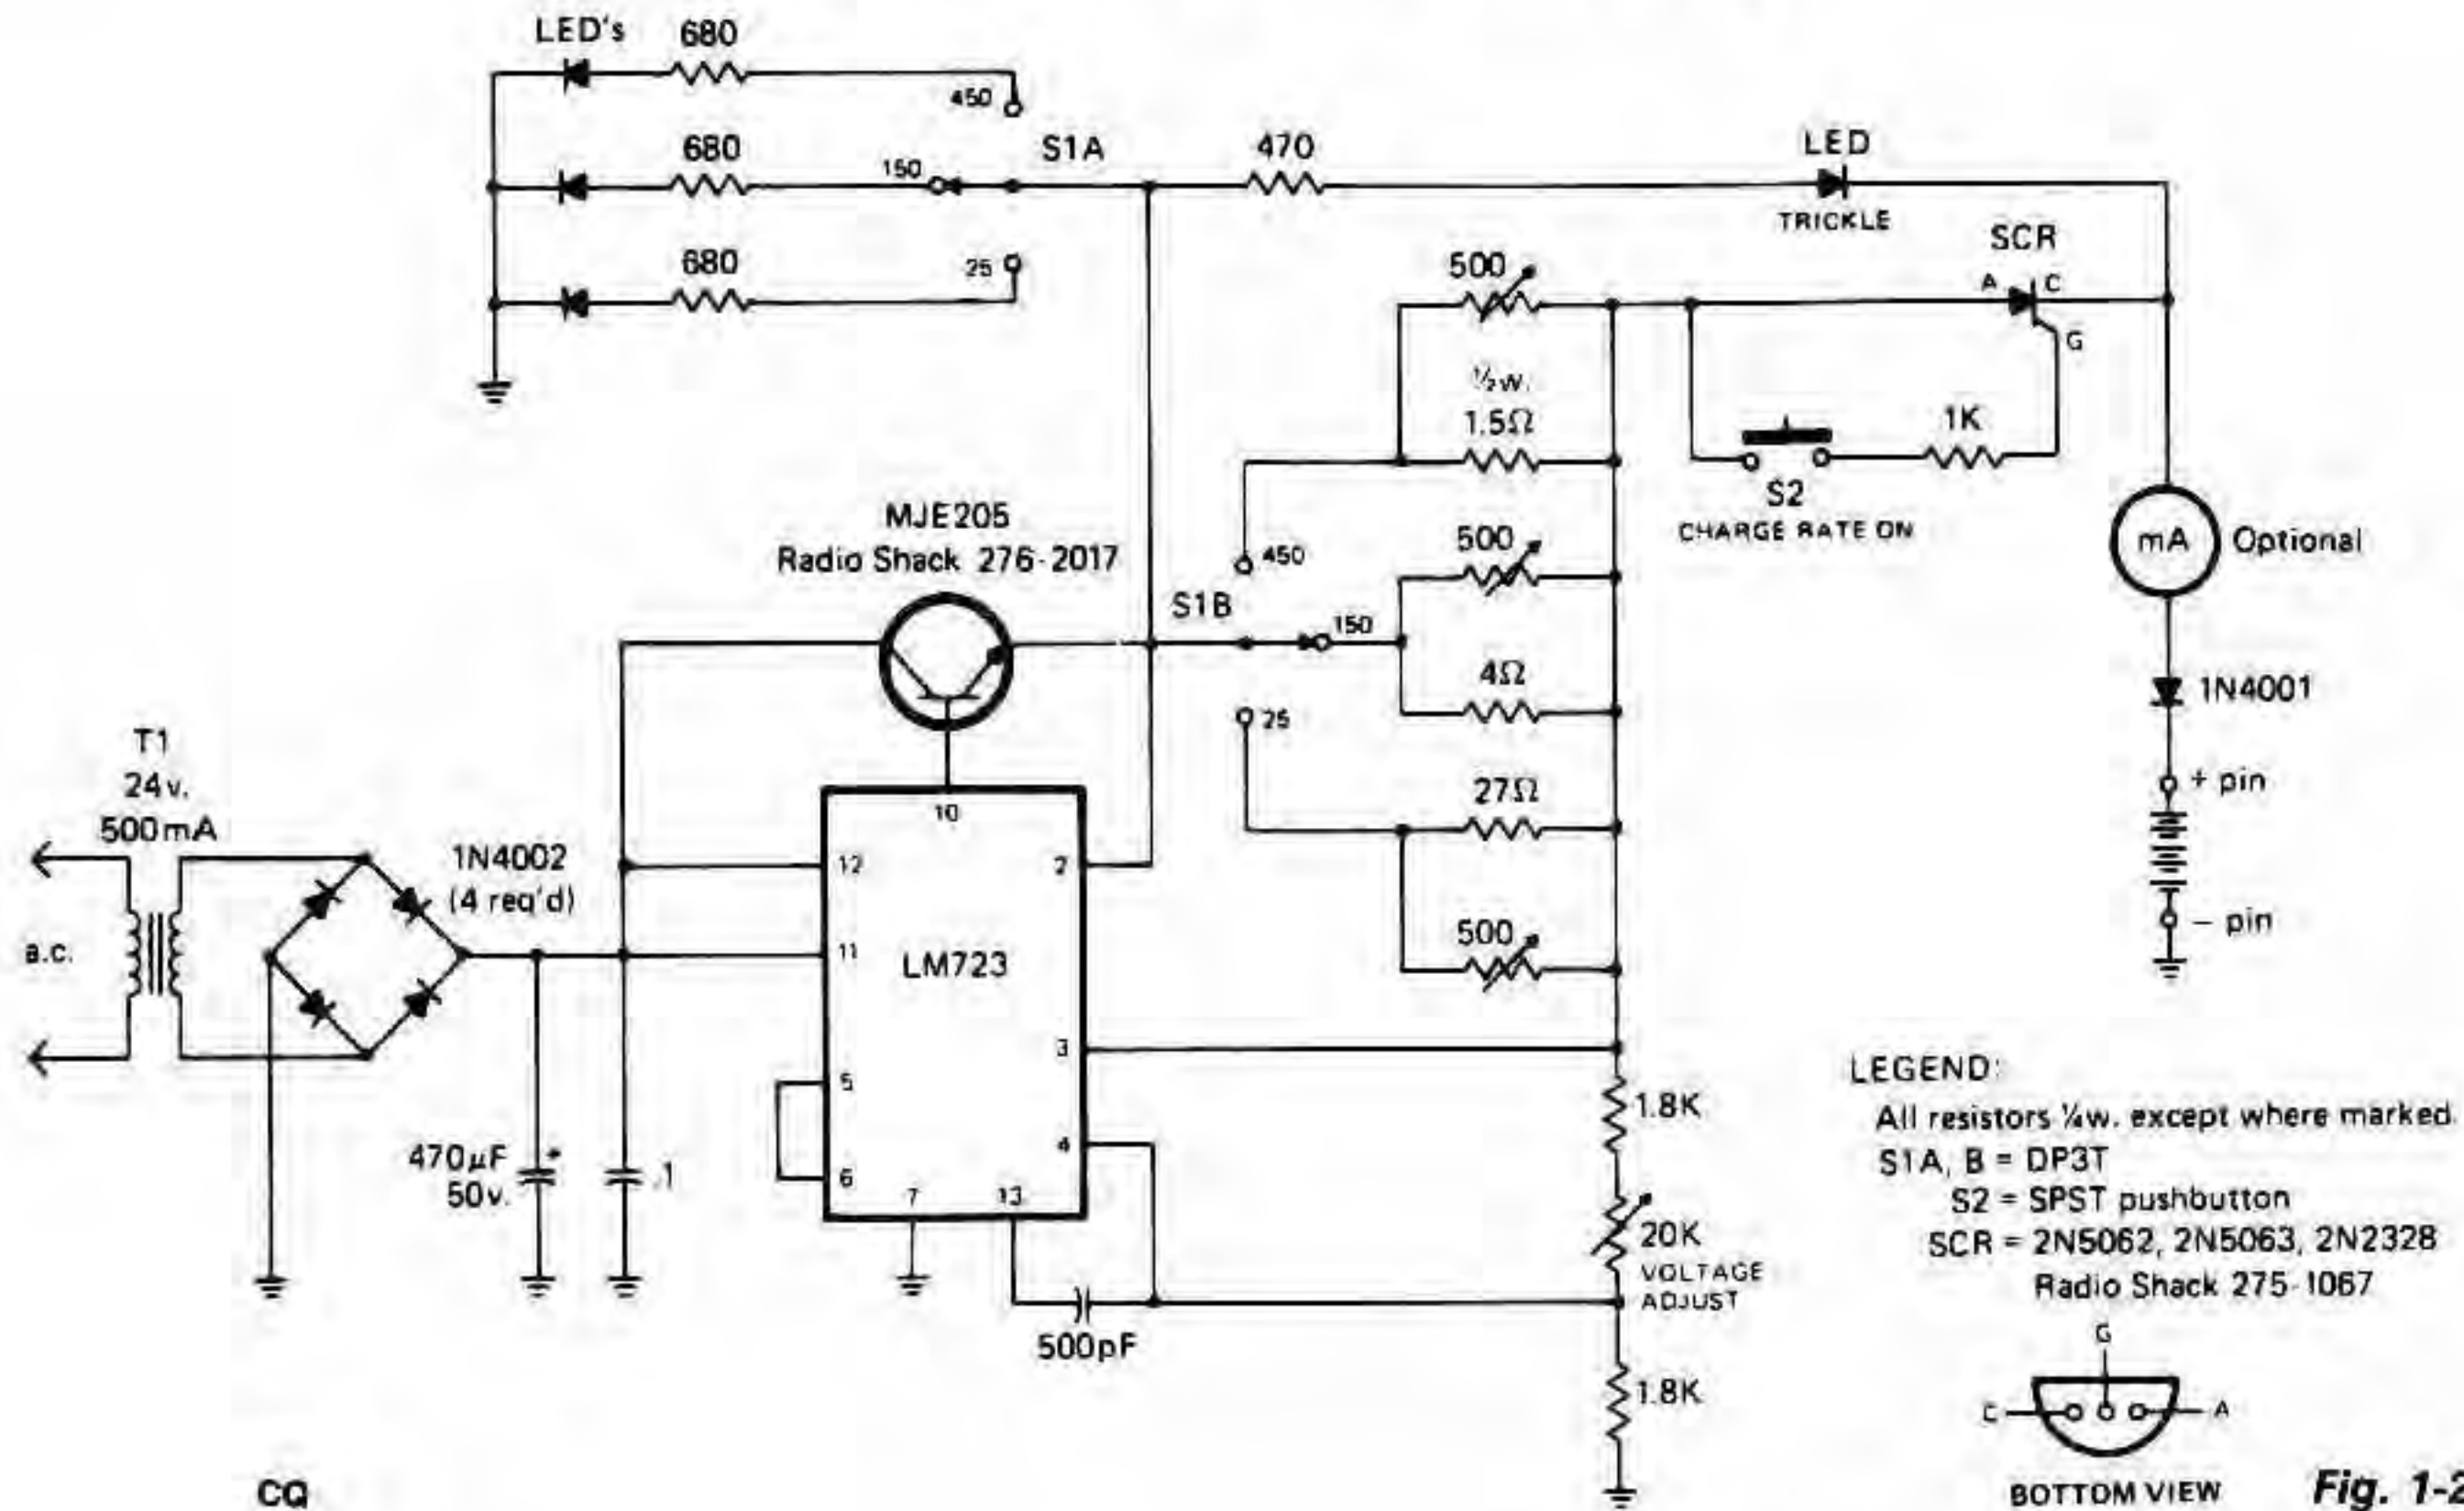 LED's
680
450
680
150
S1A
470
LED
TRICKLE
680
25
SCR
A
C
G
500
½w.
1.5Ω
1K
S2
CHARGE RATE ON
mA
Optional
MJE205
Radio Shack 276-2017
450
500
S1B
150
4Ω
1N4001
25
+ pin
27Ω
T1
24v.
500mA
10
1N4002
(4 req'd)
12
2
a.c.
11
LM723
500
– pin
3
5
4
6
7
13
470µF
50v.
+
.1
1.8K
20K
VOLTAGE
ADJUST
500pF
1.8K
LEGEND:
All resistors ¼w. except where marked.
S1A, B = DP3T
S2 = SPST pushbutton
SCR = 2N5062, 2N5063, 2N2328
Radio Shack 275-1067
G
C
A
BOTTOM VIEW
CQ
Fig. 1-2